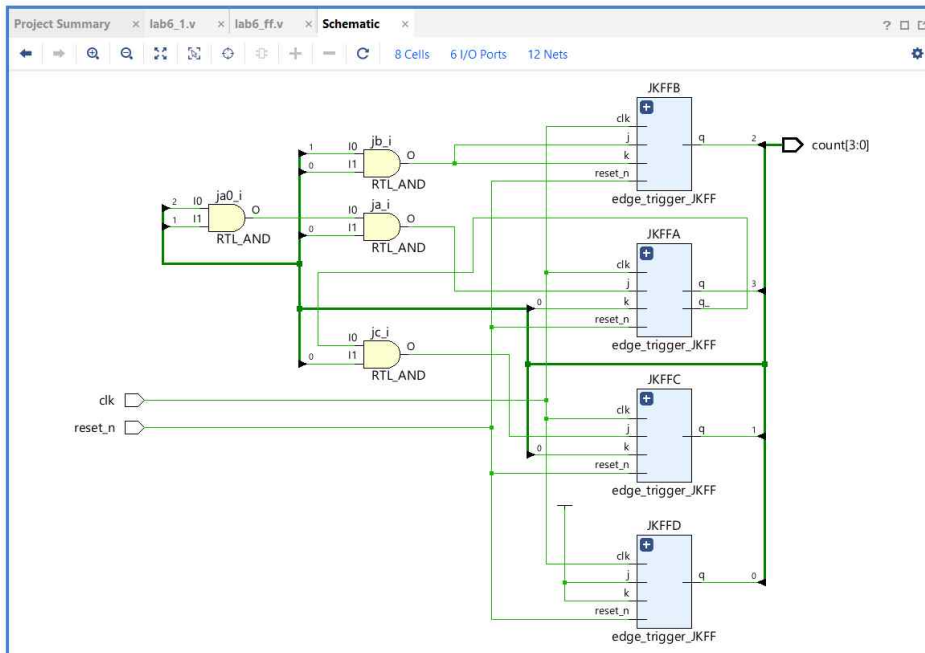 Project Summary × lab6_1.v × lab6_ff.v × Schematic × ?
8 Cells 6 I/O Ports 12 Nets
JKFFB
clk
j
k
reset_n
q 2
edge_trigger_JKFF
count[3:0]
jb_i
1 I0
0 I1
O
RTL_AND
ja0_i
2 I0
1 I1
O
RTL_AND
ja_i
I0
0 I1
O
RTL_AND
JKFFA
clk
j
0 k
reset_n
q 3
q_
edge_trigger_JKFF
jc_i
I0
0 I1
O
RTL_AND
clk
reset_n
JKFFC
clk
j
0 k
reset_n
q 1
edge_trigger_JKFF
JKFFD
clk
j
k
reset_n
q 0
edge_trigger_JKFF